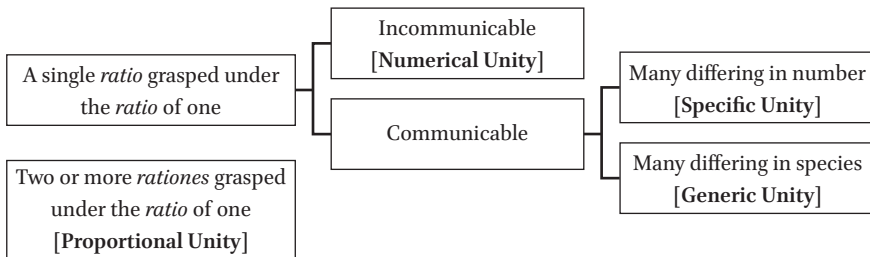 A single ratio grasped under
the ratio of one
Incommunicable
[Numerical Unity]
Communicable
Many differing in number
[Specific Unity]
Many differing in species
[Generic Unity]
Two or more rationes grasped
under the ratio of one
[Proportional Unity]